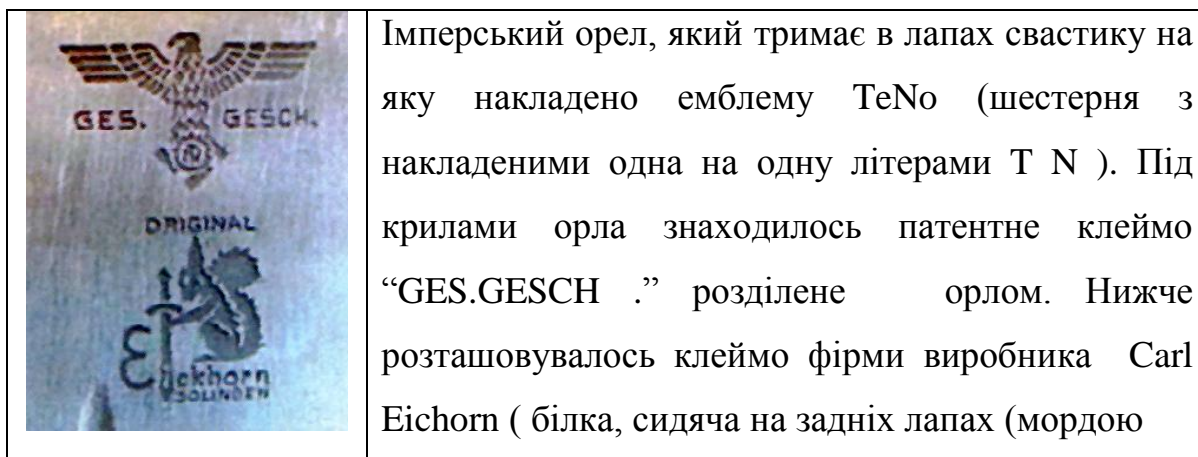 GES. GESCH.
ORIGINAL
Eickhorn
SOLINGEN
Імперський орел, який тримає в лапах свастику на
яку накладено емблему TeNo (шестерня з
накладеними одна на одну літерами T N ). Під
крилами орла знаходилось патентне клеймо
“GES.GESCH .” розділене орлом. Нижче
розташовувалось клеймо фірми виробника Carl
Eichorn ( білка, сидяча на задніх лапах (мордою